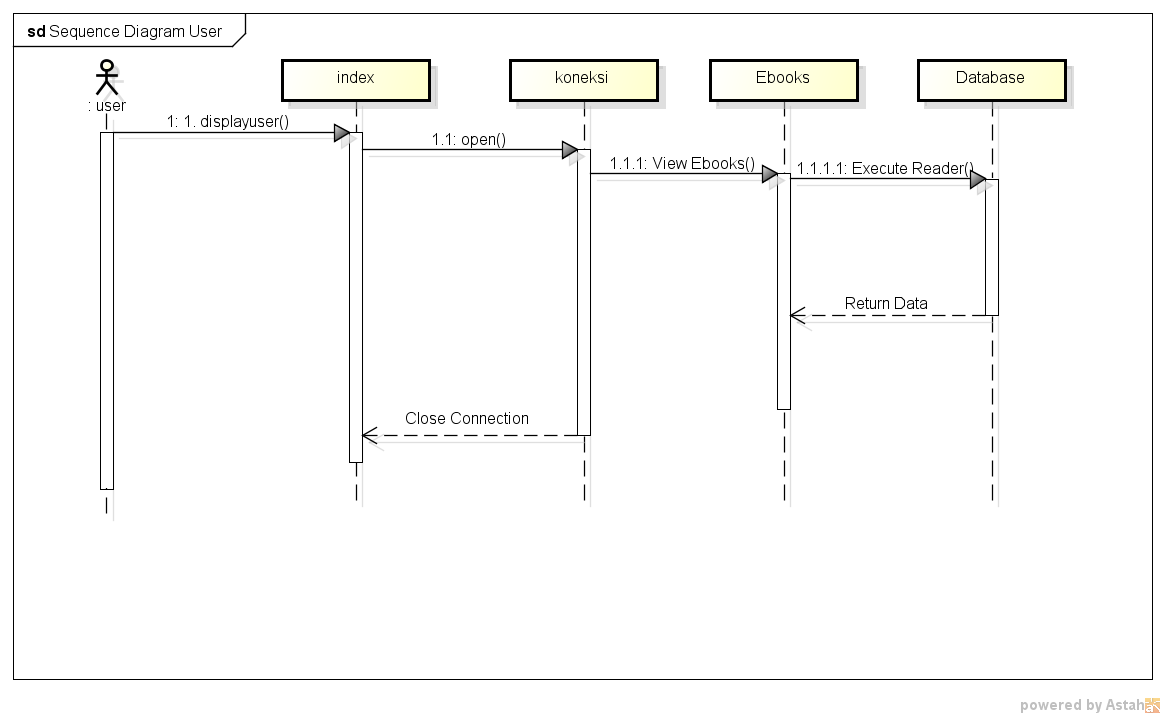 sd Sequence Diagram User
: user
index
koneksi
Ebooks
Database
1: 1. displayuser()
1.1: open()
1.1.1: View Ebooks()
1.1.1.1: Execute Reader()
Return Data
Close Connection
powered by Astah